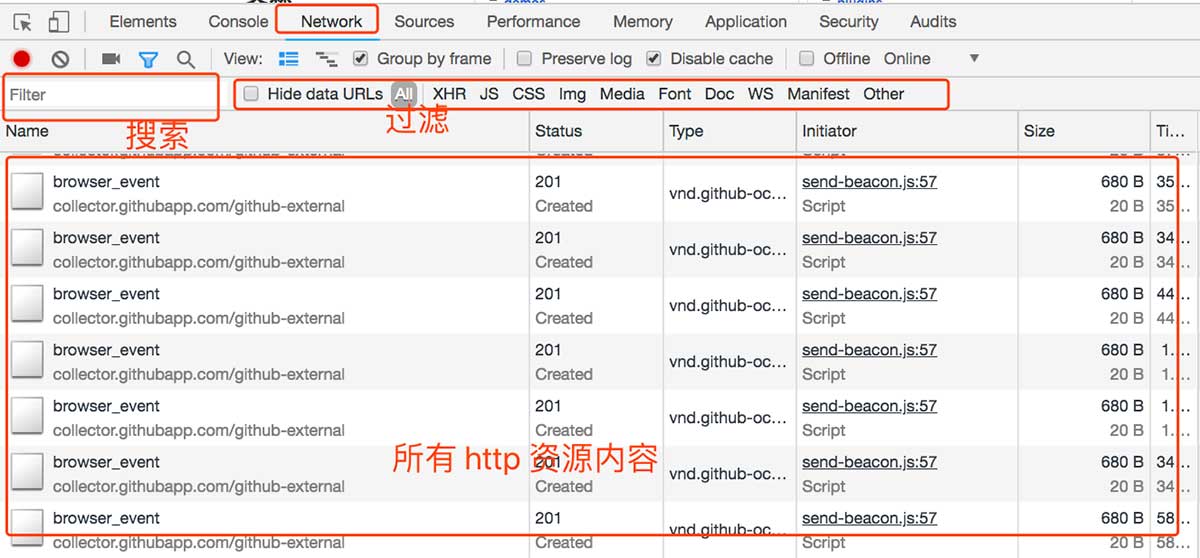 demos
plugins
Elements Console Network Sources Performance Memory Application Security Audits
View: Group by frame Preserve log Disable cache Offline Online
Filter Hide data URLs All XHR JS CSS Img Media Font Doc WS Manifest Other
搜索 过滤
Name Status Type Initiator Size Ti...
browser_event 201 vnd.github-oc... send-beacon.js:57 680 B 35...
collector.githubapp.com/github-external Created Script 20 B 35...
browser_event 201 vnd.github-oc... send-beacon.js:57 680 B 34...
collector.githubapp.com/github-external Created Script 20 B 34...
browser_event 201 vnd.github-oc... send-beacon.js:57 680 B 44...
collector.githubapp.com/github-external Created Script 20 B 44...
browser_event 201 vnd.github-oc... send-beacon.js:57 680 B 1...
collector.githubapp.com/github-external Created Script 20 B 1...
browser_event 201 vnd.github-oc... send-beacon.js:57 680 B 1...
collector.githubapp.com/github-external Created Script 20 B 1...
所有 http 资源内容
browser_event 201 vnd.github-oc... send-beacon.js:57 680 B 34...
collector.githubapp.com/github-external Created Script 20 B 34...
browser_event 201 vnd.github-oc... send-beacon.js:57 680 B 58...
collector.githubapp.com/github-external Created Script 20 B 58...